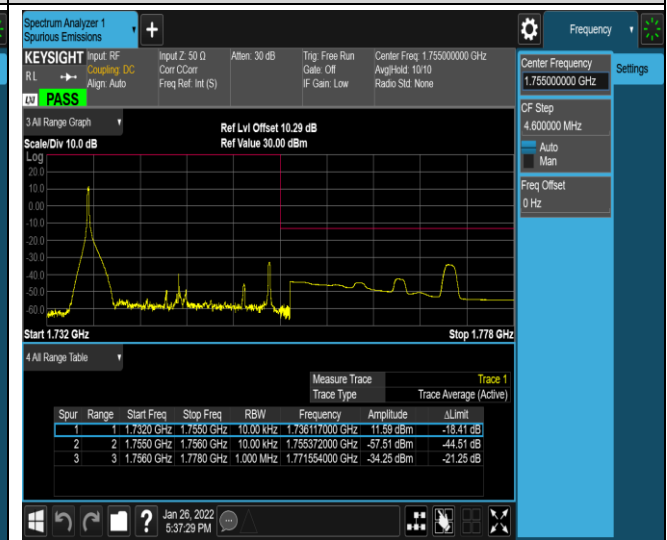 Spectrum Analyzer 1
Spurious Emissions
+
Frequency
KEYSIGHT Input: RF Input Z: 50 Ω Atten: 30 dB Trig: Free Run Center Freq: 1.755000000 GHz
RL Coupling: DC Corr CCorr Gate: Off Avg|Hold: 10/10
Align: Auto Freq Ref: Int (S) IF Gain: Low Radio Std: None
LXI PASS
Center Frequency
1.755000000 GHz
Settings
CF Step
4.600000 MHz
Auto
Man
Freq Offset
0 Hz
3 All Range Graph
Ref Lvl Offset 10.29 dB
Scale/Div 10.0 dB Ref Value 30.00 dBm
Log
20.0
10.0
0.00
-10.0
-20.0
-30.0
-40.0
-50.0
-60.0
Start 1.732 GHz Stop 1.778 GHz
4 All Range Table
Measure Trace Trace 1
Trace Type Trace Average (Active)
Spur Range Start Freq Stop Freq RBW Frequency Amplitude ΔLimit
1 1 1.7320 GHz 1.7550 GHz 10.00 kHz 1.736117000 GHz 11.59 dBm -18.41 dB
2 2 1.7550 GHz 1.7560 GHz 10.00 kHz 1.755372000 GHz -57.51 dBm -44.51 dB
3 3 1.7560 GHz 1.7780 GHz 1.000 MHz 1.771554000 GHz -34.25 dBm -21.25 dB
? Jan 26, 2022
5:37:29 PM